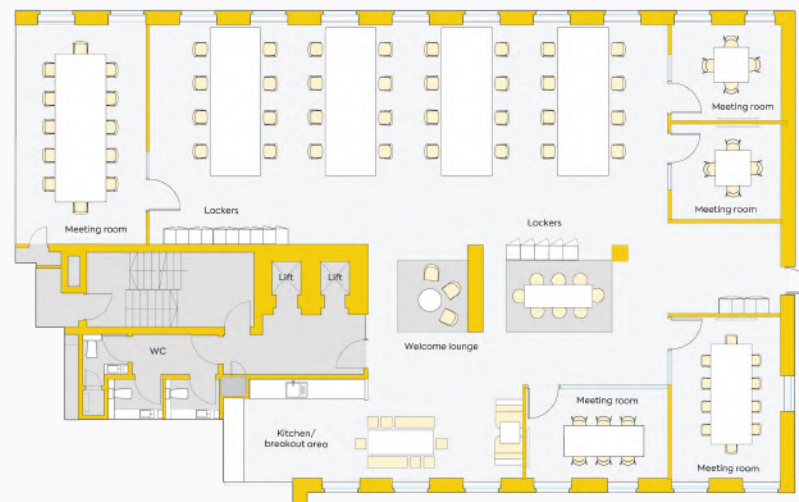 Meeting room
Meeting room
Meeting room
Lockers
Lockers
Lift
Lift
WC
Welcome lounge
Kitchen/
breakout area
Meeting room
Meeting room